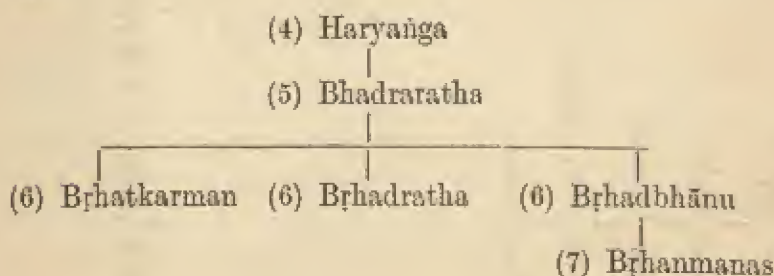 (4) Haryaṅga
(5) Bhadraratha
(6) Bṛhatkarman (6) Bṛhadratha (6) Bṛhadbhānu
(7) Bṛhanmanas